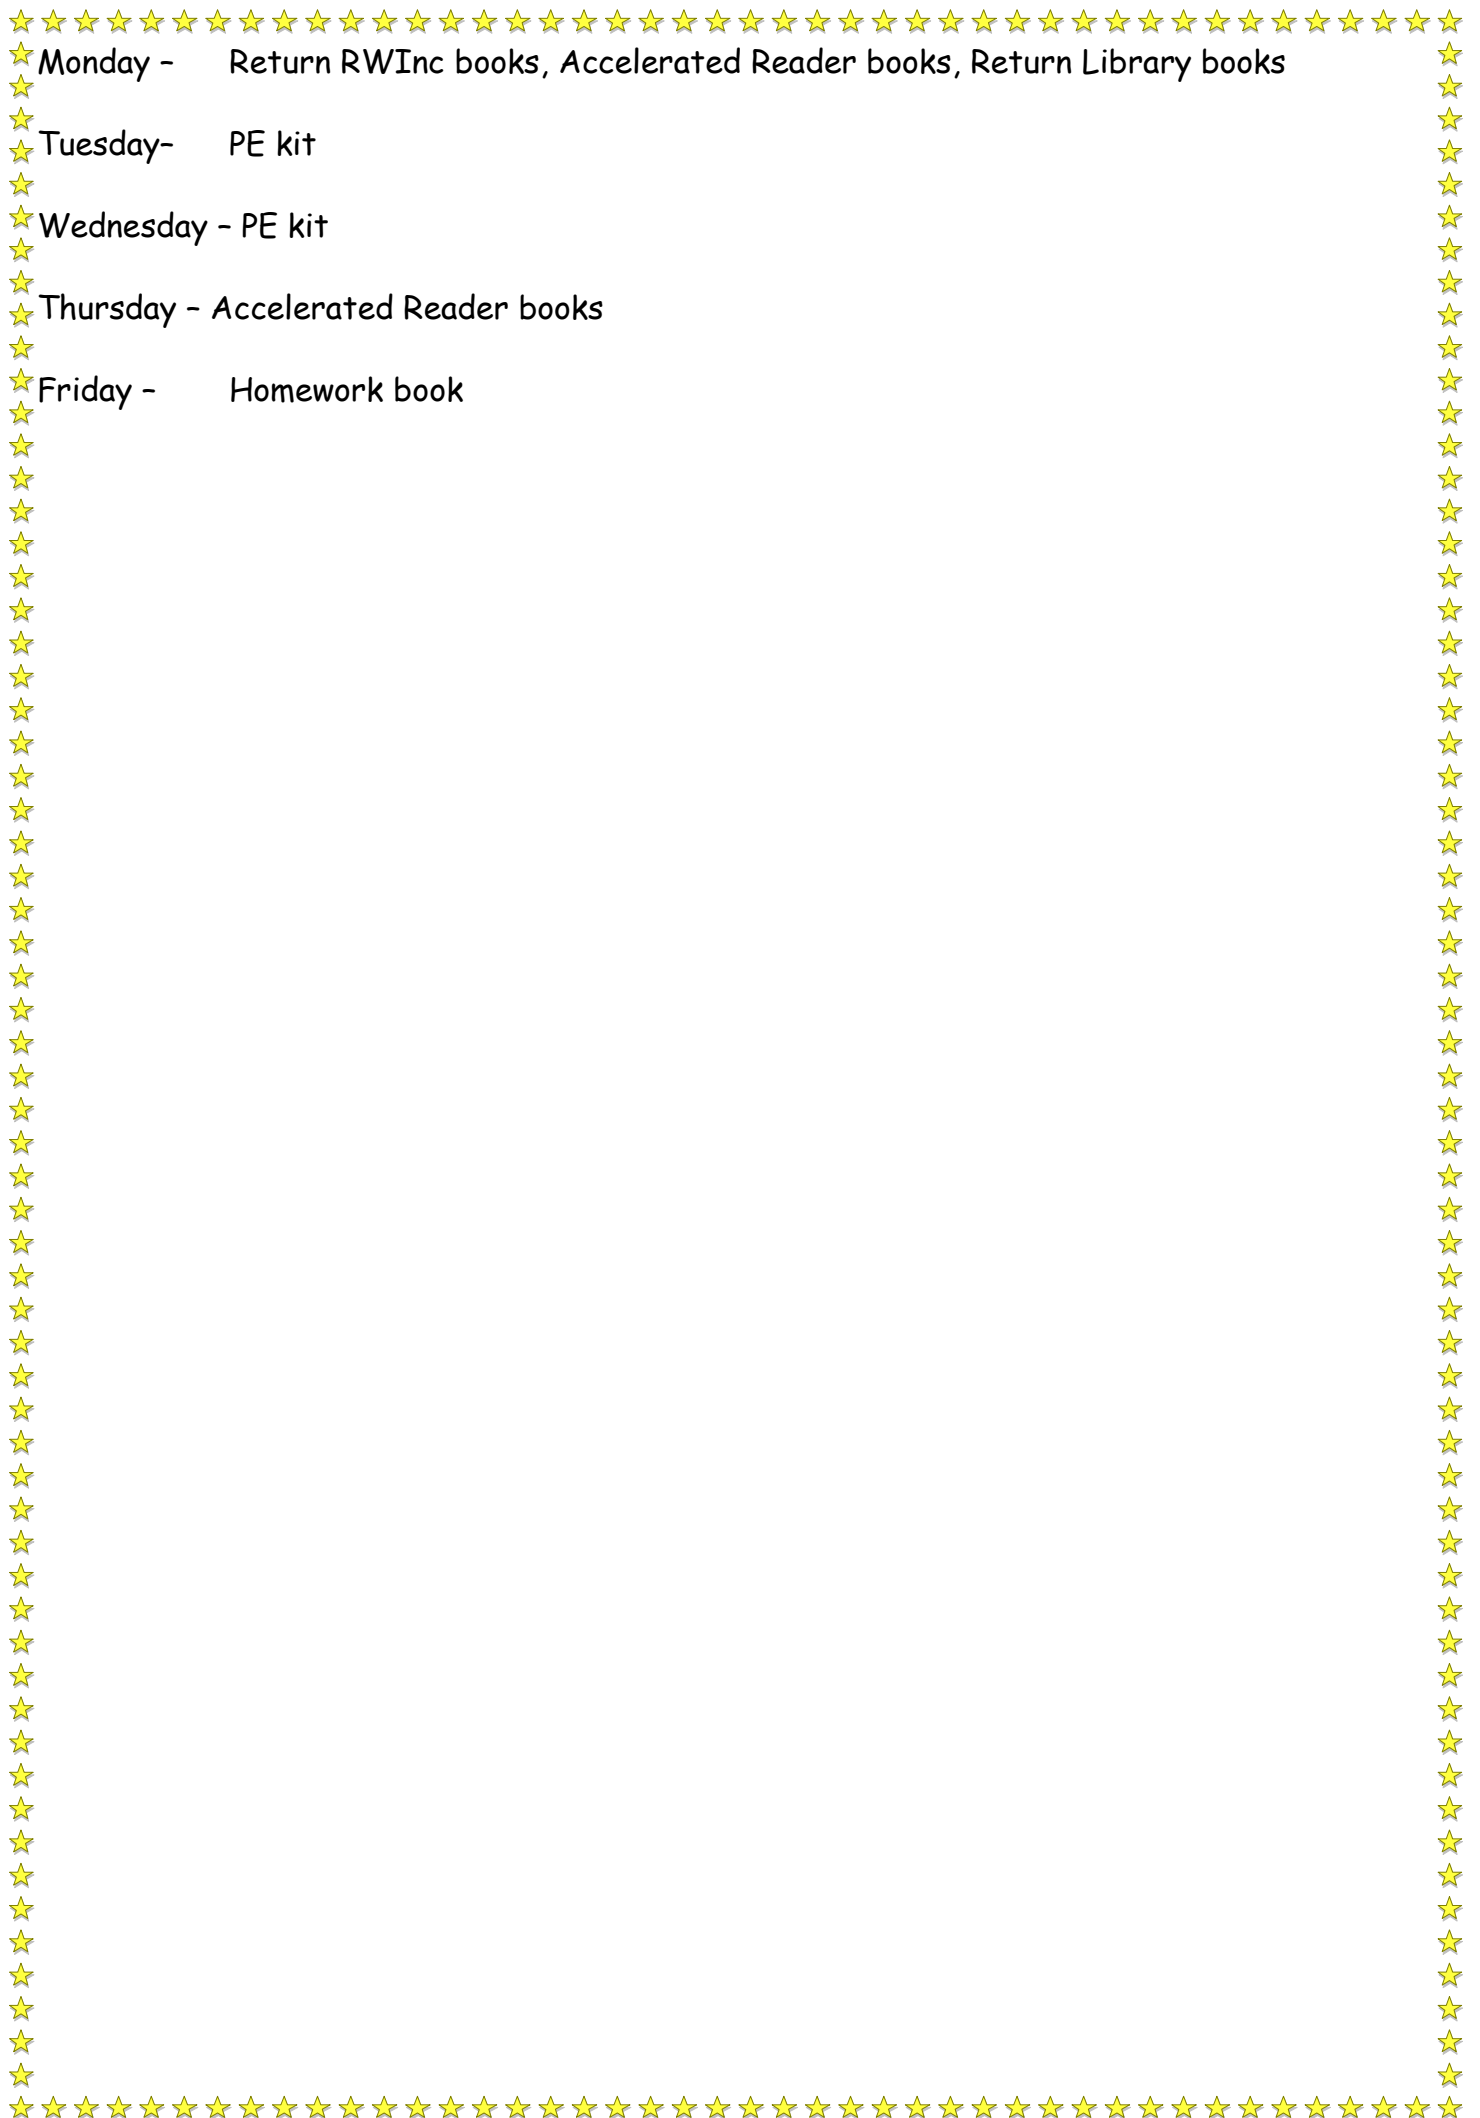 Monday – Return RWInc books, Accelerated Reader books, Return Library books
Tuesday– PE kit
Wednesday – PE kit
Thursday – Accelerated Reader books
Friday – Homework book